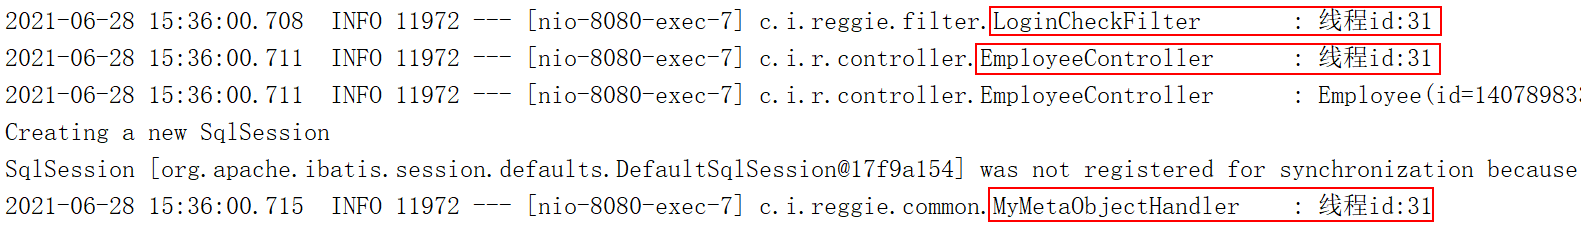 2021-06-28 15:36:00.708  INFO 11972 --- [nio-8080-exec-7] c.i.reggie.filter.LoginCheckFilter       : 线程id:31
2021-06-28 15:36:00.711  INFO 11972 --- [nio-8080-exec-7] c.i.r.controller.EmployeeController      : 线程id:31
2021-06-28 15:36:00.711  INFO 11972 --- [nio-8080-exec-7] c.i.r.controller.EmployeeController      : Employee(id=140789833
Creating a new SqlSession
SqlSession [org.apache.ibatis.session.defaults.DefaultSqlSession@17f9a154] was not registered for synchronization because
2021-06-28 15:36:00.715  INFO 11972 --- [nio-8080-exec-7] c.i.reggie.common.MyMetaObjectHandler    : 线程id:31